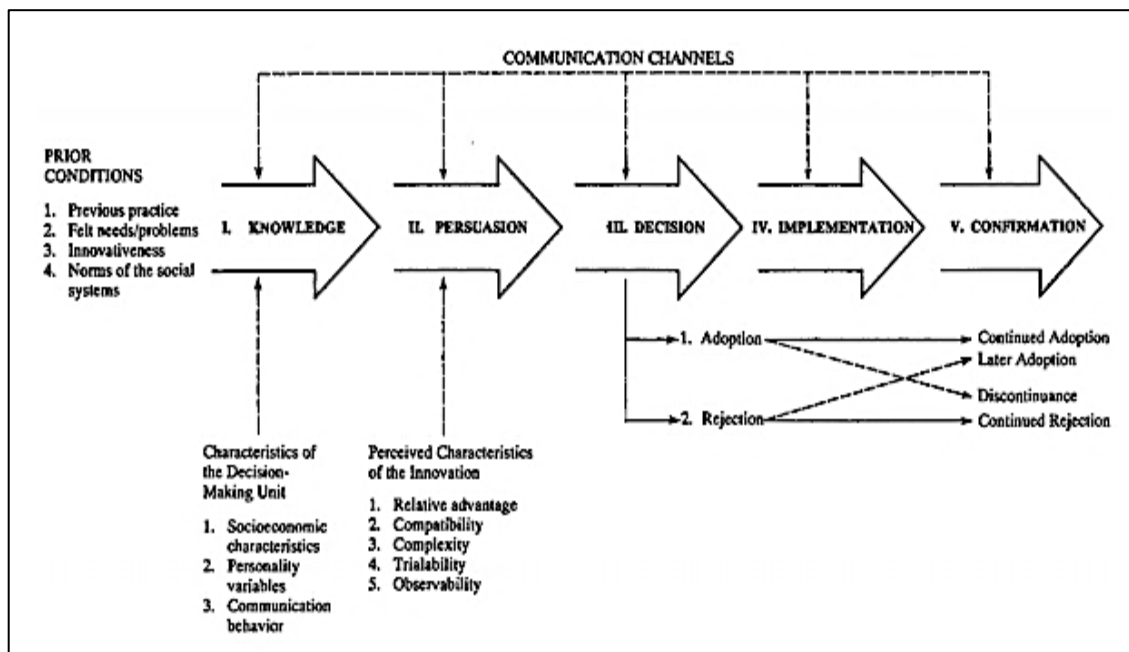 COMMUNICATION CHANNELS
PRIOR
CONDITIONS
1. Previous practice
2. Felt needs/problems
3. Innovativeness
4. Norms of the social
systems
I. KNOWLEDGE
II. PERSUASION
III. DECISION
IV. IMPLEMENTATION
V. CONFIRMATION
1. Adoption
2. Rejection
Continued Adoption
Later Adoption
Discontinuance
Continued Rejection
Characteristics of
the Decision-
Making Unit
1. Socioeconomic
characteristics
2. Personality
variables
3. Communication
behavior
Perceived Characteristics
of the Innovation
1. Relative advantage
2. Compatibility
3. Complexity
4. Trialability
5. Observability